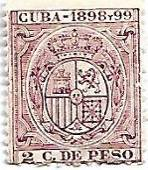 CUBA-1898 Y 99
2 C. DE PESO